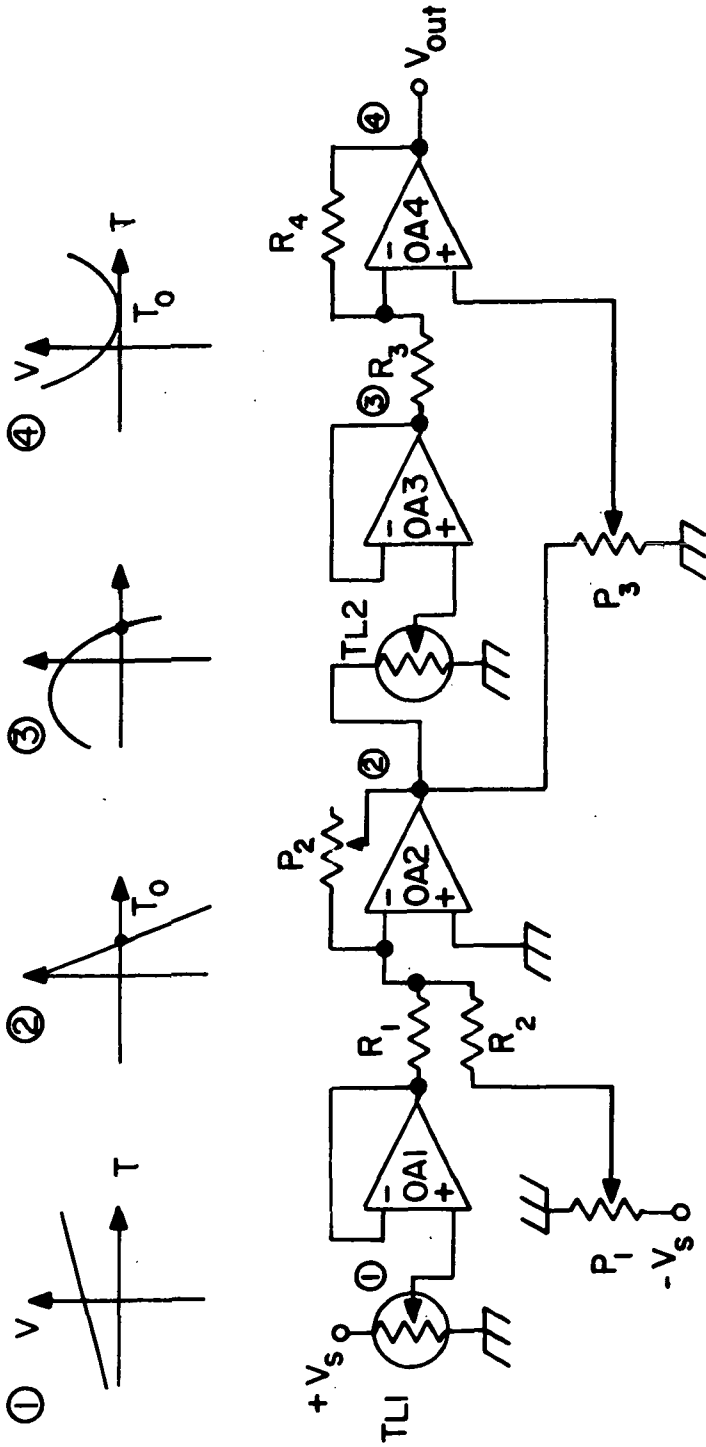 ①
V
T
②
T₀
③
④
V
T
T₀
+Vₛ
TL1
①
-
OA1
+
P₁
-Vₛ
R₁
R₂
P₂
-
OA2
+
②
TL2
-
OA3
+
③
R₃
R₄
-
OA4
+
④
Vout
P₃